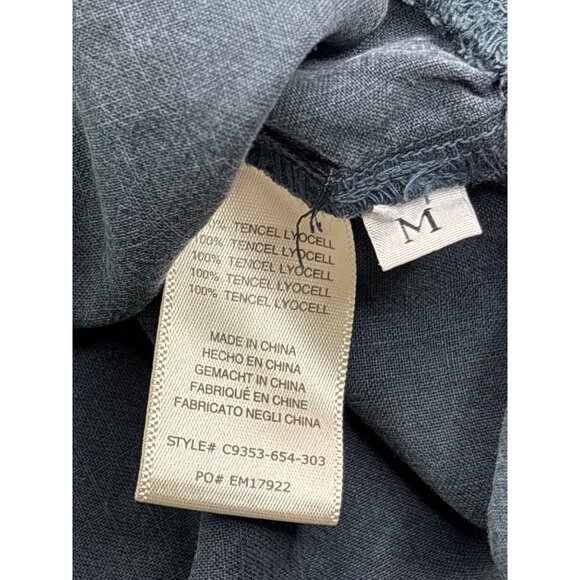 100% TENCEL LYOCELL
100% TENCEL LYOCELL
100% TENCEL LYOCELL
100% TENCEL LYOCELL
100% TENCEL LYOCELL
MADE IN CHINA
HECHO EN CHINA
GEMACHT IN CHINA
FABRIQUÉ EN CHINE
FABRICATO NEGLI CHINA
STYLE# C9353-654-303
PO# EM17922
M